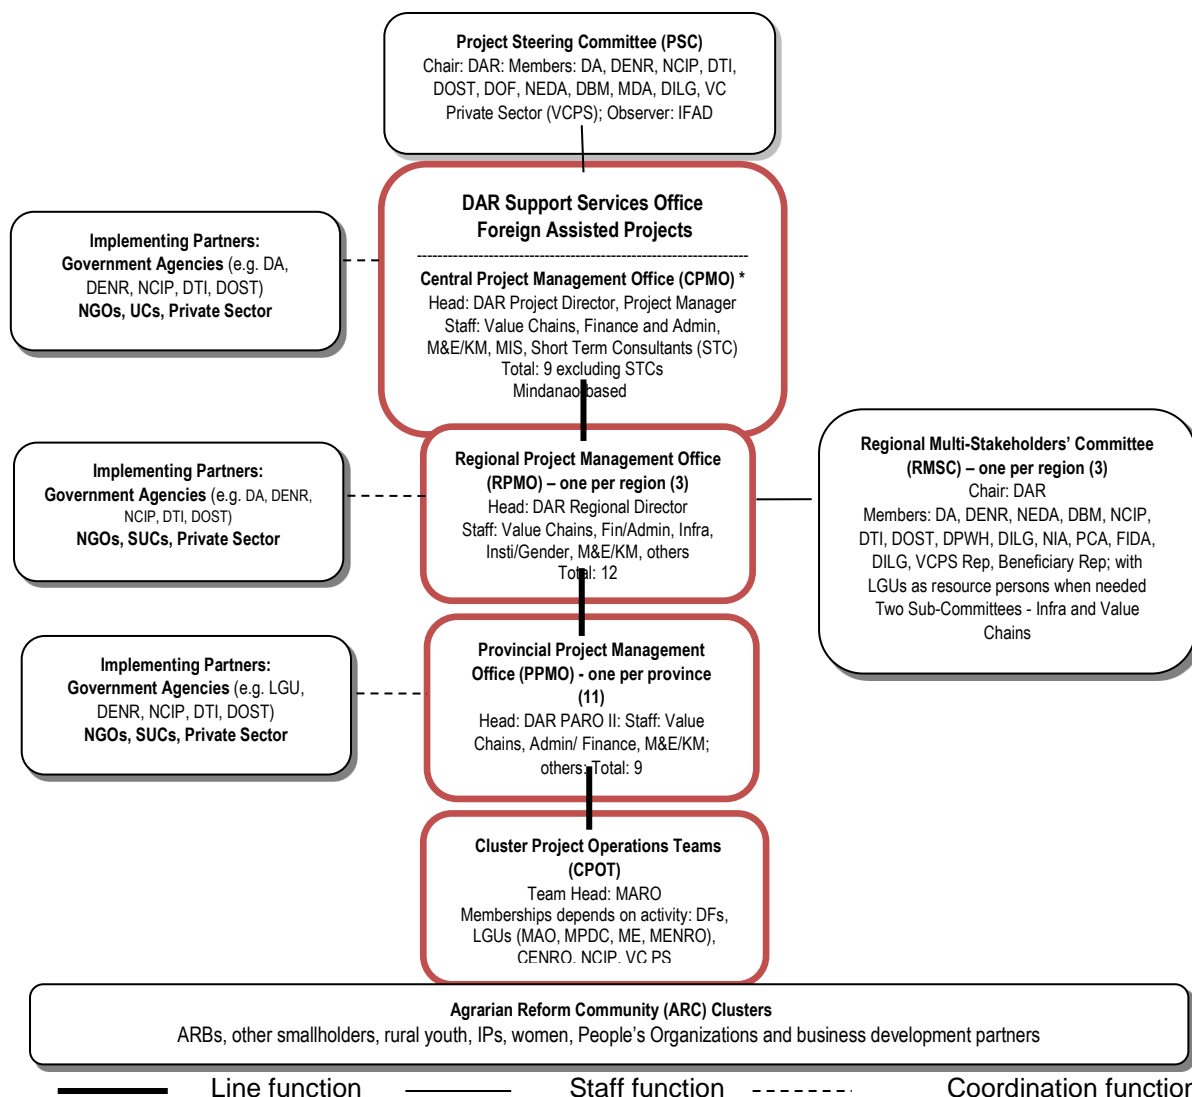 Project Steering Committee (PSC)
Chair: DAR: Members: DA, DENR, NCIP, DTI,
DOST, DOF, NEDA, DBM, MDA, DILG, VC
Private Sector (VCPS); Observer: IFAD
DAR Support Services Office
Foreign Assisted Projects
------------------------------------------------------------------
Central Project Management Office (CPMO) *
Head: DAR Project Director, Project Manager
Staff: Value Chains, Finance and Admin,
M&E/KM, MIS, Short Term Consultants (STC)
Total: 9 excluding STCs
Mindanao-based
Implementing Partners:
Government Agencies (e.g. DA,
DENR, NCIP, DTI, DOST)
NGOs, UCs, Private Sector
Regional Project Management Office
(RPMO) – one per region (3)
Head: DAR Regional Director
Staff: Value Chains, Fin/Admin, Infra,
Insti/Gender, M&E/KM, others
Total: 12
Implementing Partners:
Government Agencies (e.g. DA, DENR,
NCIP, DTI, DOST)
NGOs, SUCs, Private Sector
Regional Multi-Stakeholders’ Committee
(RMSC) – one per region (3)
Chair: DAR
Members: DA, DENR, NEDA, DBM, NCIP,
DTI, DOST, DPWH, DILG, NIA, PCA, FIDA,
DILG, VCPS Rep, Beneficiary Rep; with
LGUs as resource persons when needed
Two Sub-Committees - Infra and Value
Chains
Provincial Project Management
Office (PPMO) - one per province
(11)
Head: DAR PARO II: Staff: Value
Chains, Admin/ Finance, M&E/KM;
others: Total: 9
Implementing Partners:
Government Agencies (e.g. LGU,
DENR, NCIP, DTI, DOST)
NGOs, SUCs, Private Sector
Cluster Project Operations Teams
(CPOT)
Team Head: MARO
Memberships depends on activity: DFs,
LGUs (MAO, MPDC, ME, MENRO),
CENRO, NCIP, VC PS
Agrarian Reform Community (ARC) Clusters
ARBs, other smallholders, rural youth, IPs, women, People’s Organizations and business development partners
Line function Staff function Coordination function